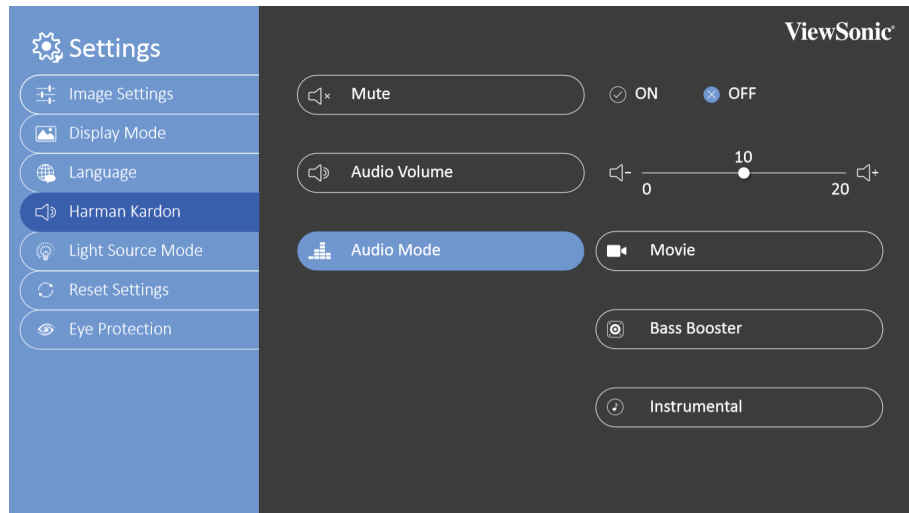 Settings
Image Settings
Display Mode
Language
Harman Kardon
Light Source Mode
Reset Settings
Eye Protection
ViewSonic®
Mute
ON
OFF
Audio Volume
-
10
+
0
20
Audio Mode
Movie
Bass Booster
Instrumental